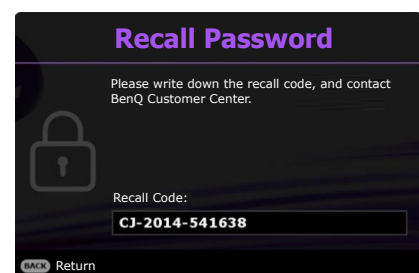 Recall Password
Please write down the recall code, and contact
BenQ Customer Center.
Recall Code:
CJ-2014-541638
BACK Return